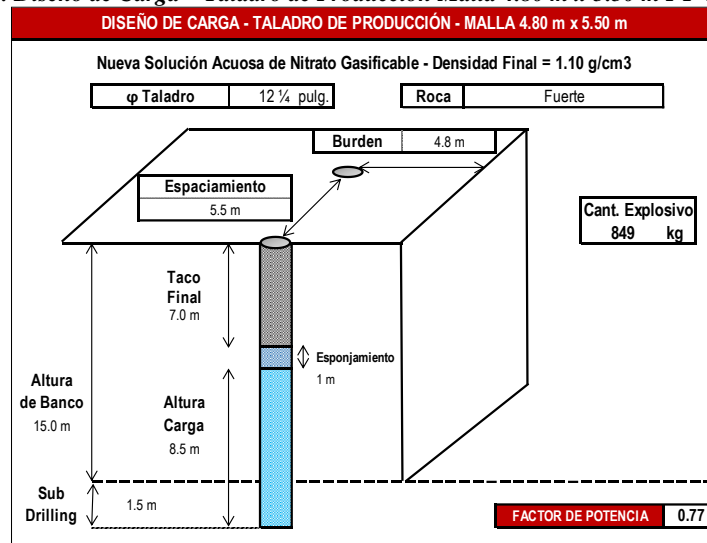 DISEÑO DE CARGA - TALADRO DE PRODUCCIÓN - MALLA 4.80 m x 5.50 m
Nueva Solución Acuosa de Nitrato Gasificable - Densidad Final = 1.10 g/cm3
φ Taladro 12 ¼ pulg. Roca Fuerte
Burden 4.8 m
Espaciamiento
5.5 m
Cant. Explosivo
849 kg
Taco
Final
7.0 m
Esponjamiento
1 m
Altura
de Banco
15.0 m
Altura
Carga
8.5 m
Sub
Drilling
1.5 m
FACTOR DE POTENCIA 0.77